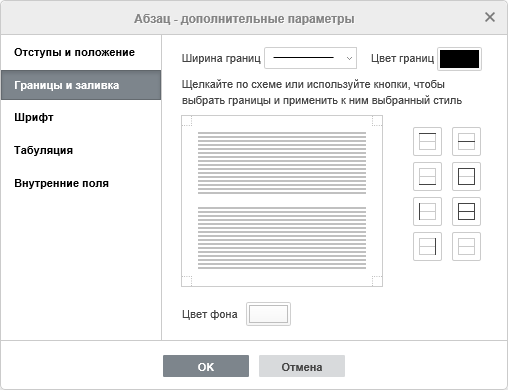 Абзац - дополнительные параметры
Отступы и положение
Границы и заливка
Шрифт
Табуляция
Внутренние поля
Ширина границ
Цвет границ
Щелкайте по схеме или используйте кнопки, чтобы
выбрать границы и применить к ним выбранный стиль
Цвет фона
OK
Отмена